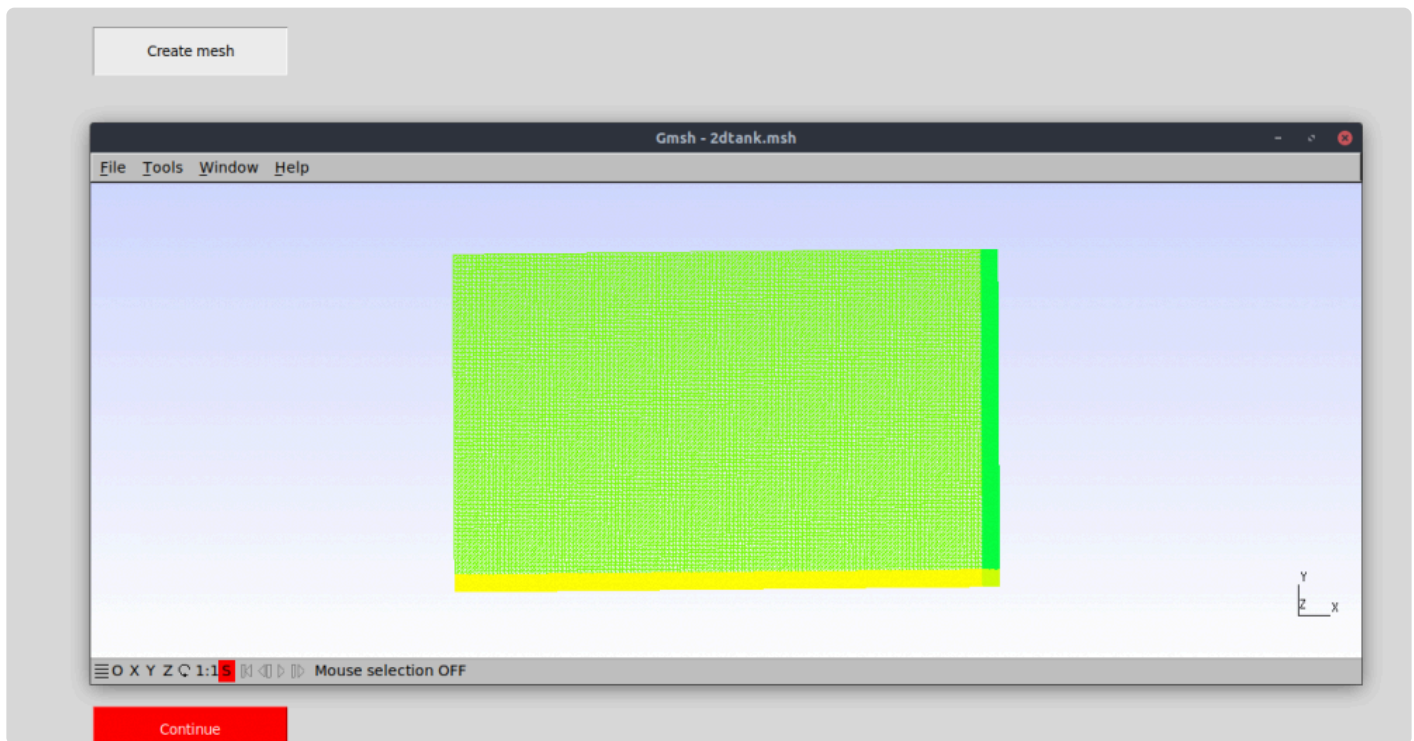 Create mesh
Gmsh - 2dtank.msh
File Tools Window Help
Y
Z X
O X Y Z 1:1 S Mouse selection OFF
Continue